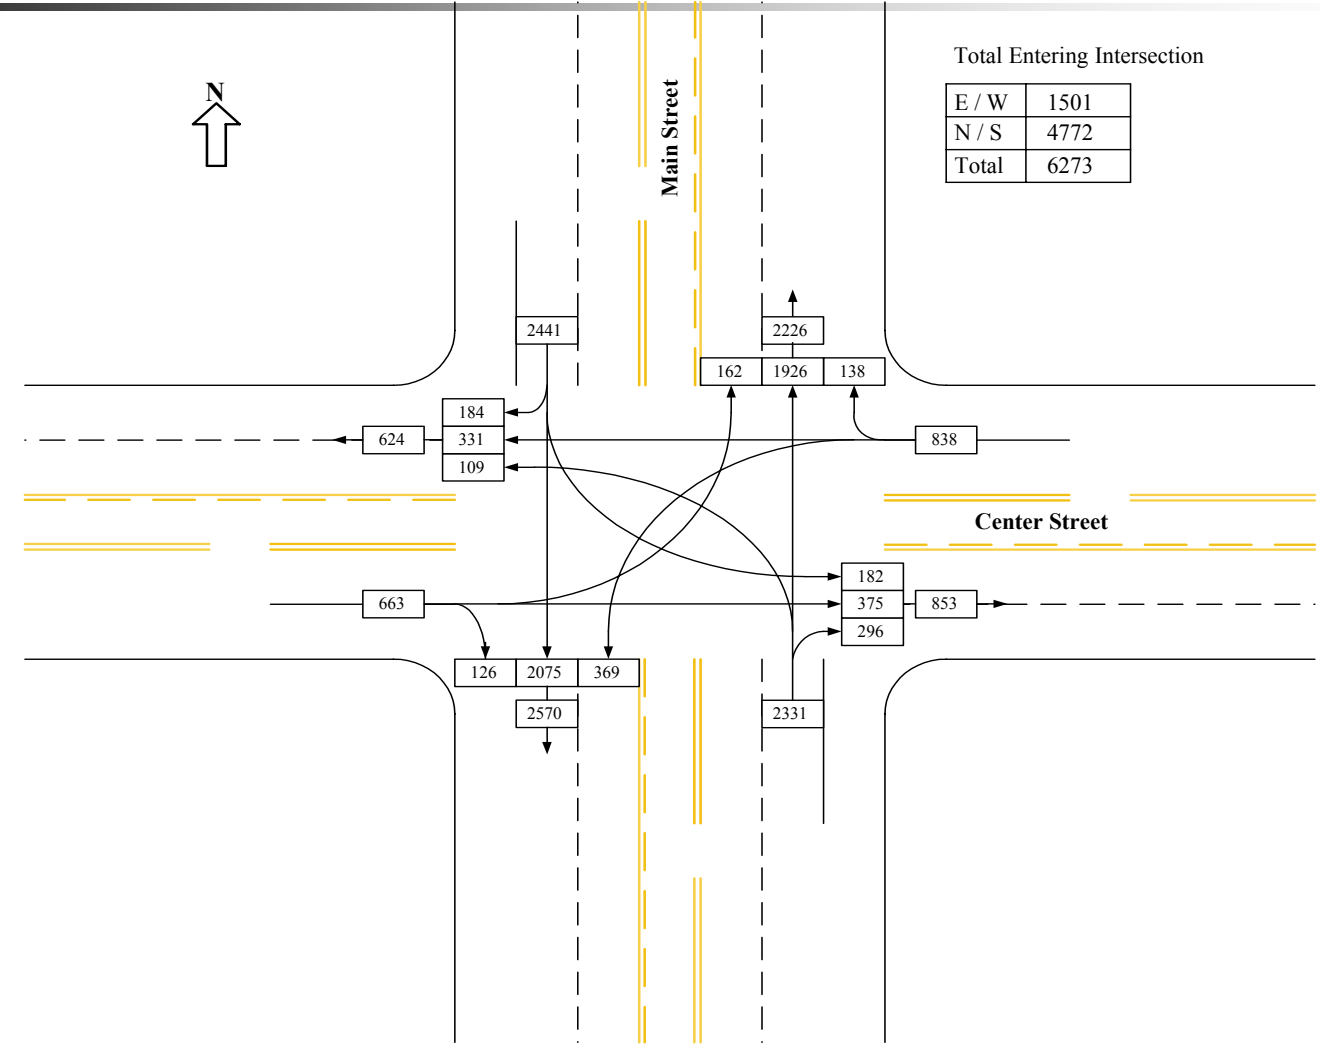 Total Entering Intersection
E / W 1501
N / S 4772
Total 6273
N
Main Street
2441
2226
162 1926 138
184
624 331 838
109
Center Street
182
663 375 853
296
126 2075 369
2570 2331